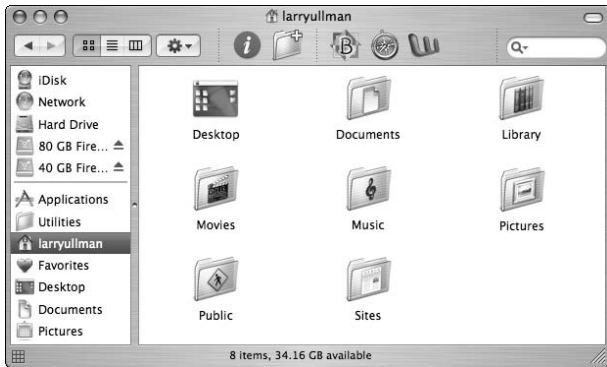 larryullman
iDisk
Network
Hard Drive
80 GB Fire...
40 GB Fire...
Applications
Utilities
larryullman
Favorites
Desktop
Documents
Pictures
Desktop
Documents
Library
Movies
Music
Pictures
Public
Sites
8 items, 34.16 GB available